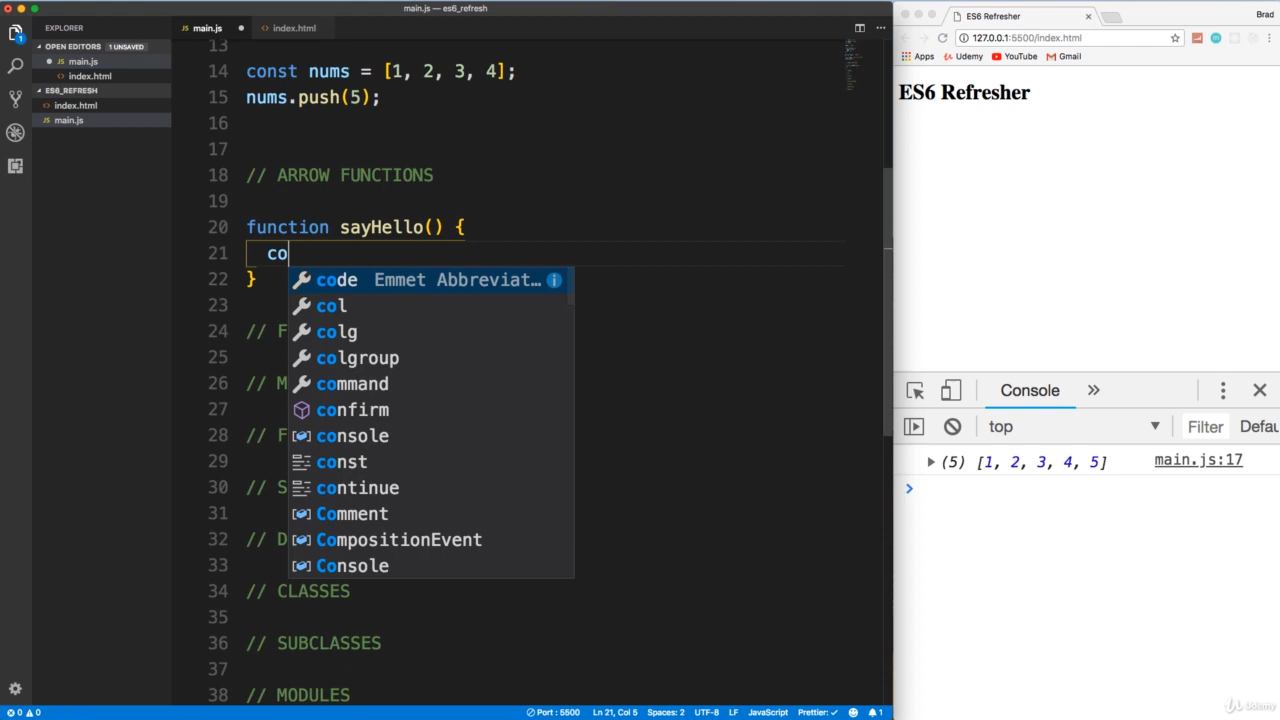 main.js — es6_refresh
EXPLORER
OPEN EDITORS 1 UNSAVED
main.js
index.html
ES6_REFRESH
index.html
main.js
1
main.js
index.html
13
14 const nums = [1, 2, 3, 4];
15 nums.push(5);
16
17
18 // ARROW FUNCTIONS
19
20 function sayHello() {
21 co
22 }
23
24 // F
25
26 // M
27
28 // F
29
30 // S
31
32 // D
33
34 // CLASSES
35
36 // SUBCLASSES
37
38 // MODULES
code Emmet Abbreviat…
col
colg
colgroup
command
confirm
console
const
continue
Comment
CompositionEvent
Console
0 0
Port : 5500 Ln 21, Col 5 Spaces: 2 UTF-8 LF JavaScript Prettier: ✓ 1
ES6 Refresher
Brad
127.0.0.1:5500/index.html
Apps Udemy YouTube Gmail
ES6 Refresher
Console
top Filter Defau
(5) [1, 2, 3, 4, 5] main.js:17
Udemy